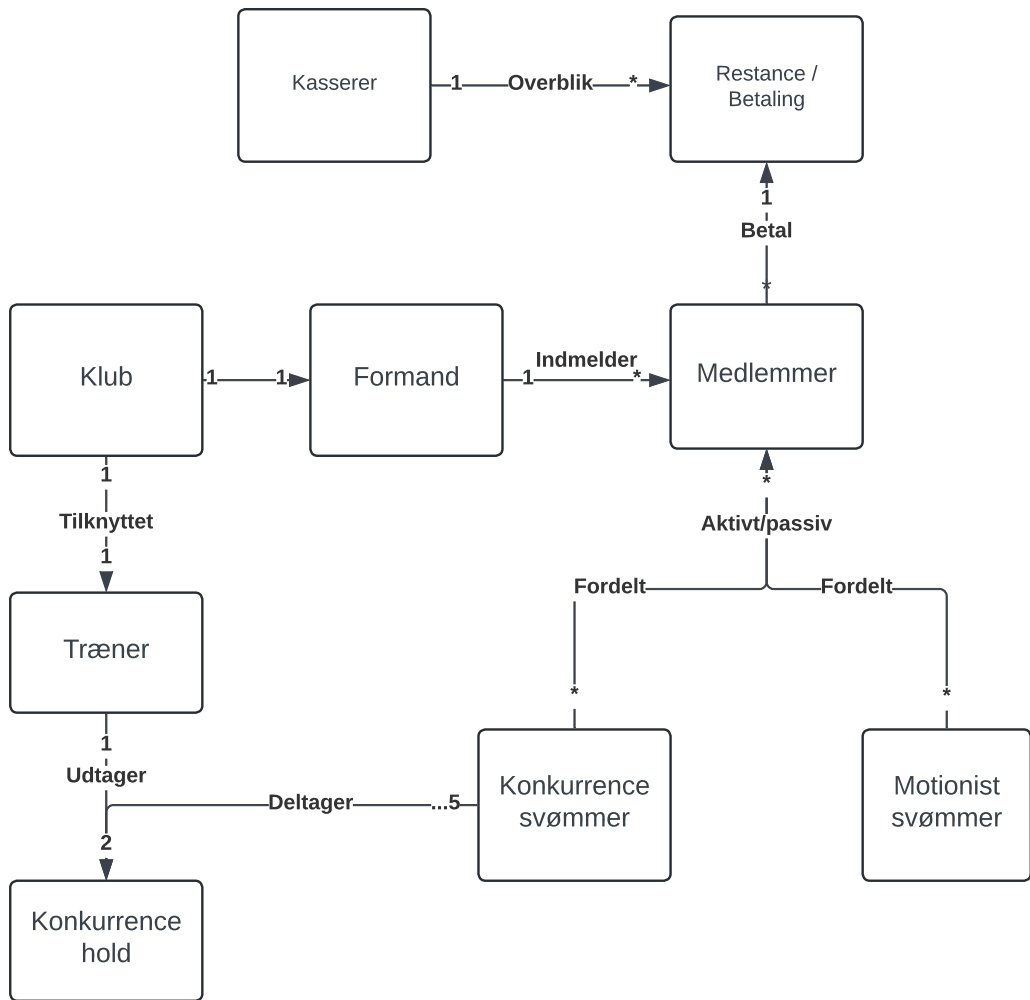 Kasserer
1
Overblik
*
Restance /
Betaling
1
Betal
*
Klub
1
1
Formand
1
Indmelder
*
Medlemmer
1
Tilknyttet
1
*
Aktivt/passiv
Fordelt
Fordelt
*
*
Træner
1
Udtager
2
Deltager
...5
Konkurrence
svømmer
Motionist
svømmer
Konkurrence
hold